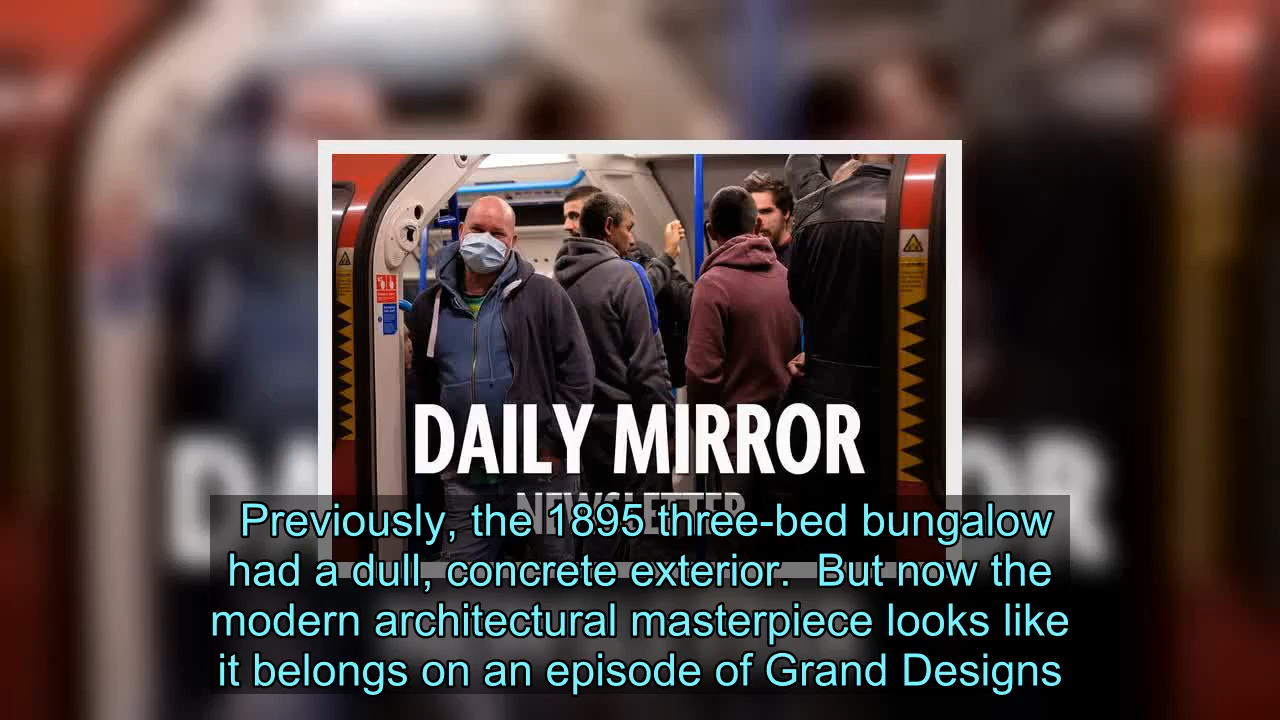 DAILY MIRROR
NEWSLETTER
Previously, the 1895 three-bed bungalow
had a dull, concrete exterior.  But now the
modern architectural masterpiece looks like
it belongs on an episode of Grand Designs